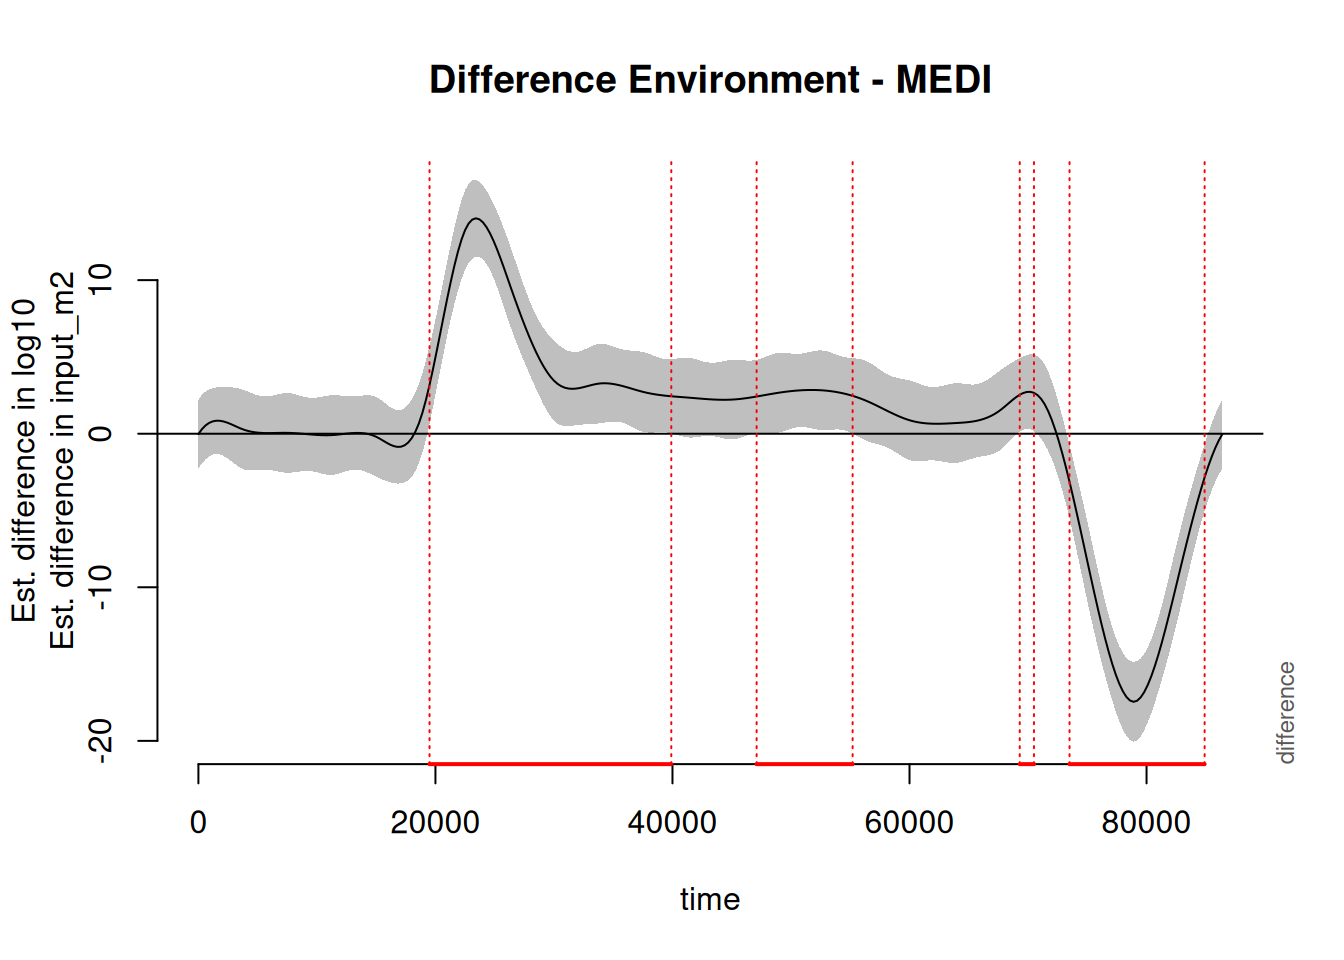 Difference Environment - MEDI
Est. difference in log10
Est. difference in input_m2
10
0
-10
-20
0 20000 40000 60000 80000
time
difference